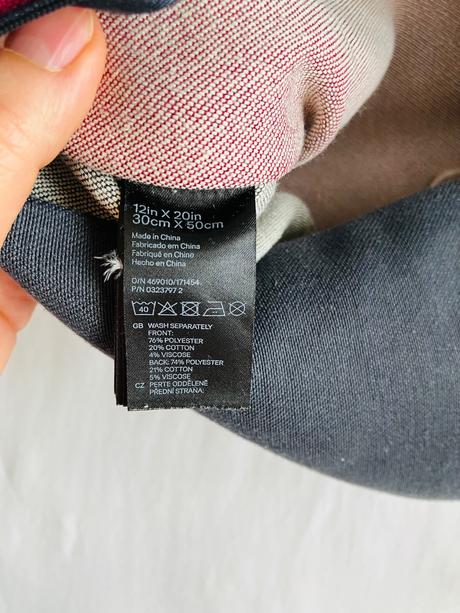 12in X 20in
30cm X 50cm
Made in China
Fabricado em China
Fabriqué en Chine
Hecho en China
O/N 469010/171454
P/N 0323797 2
40
GB WASH SEPARATELY
FRONT:
76% POLYESTER
20% COTTON
4% VISCOSE
BACK: 74% POLYESTER
21% COTTON
5% VISCOSE
CZ PERTE ODDĚLENĚ
PŘEDNÍ STRANA: